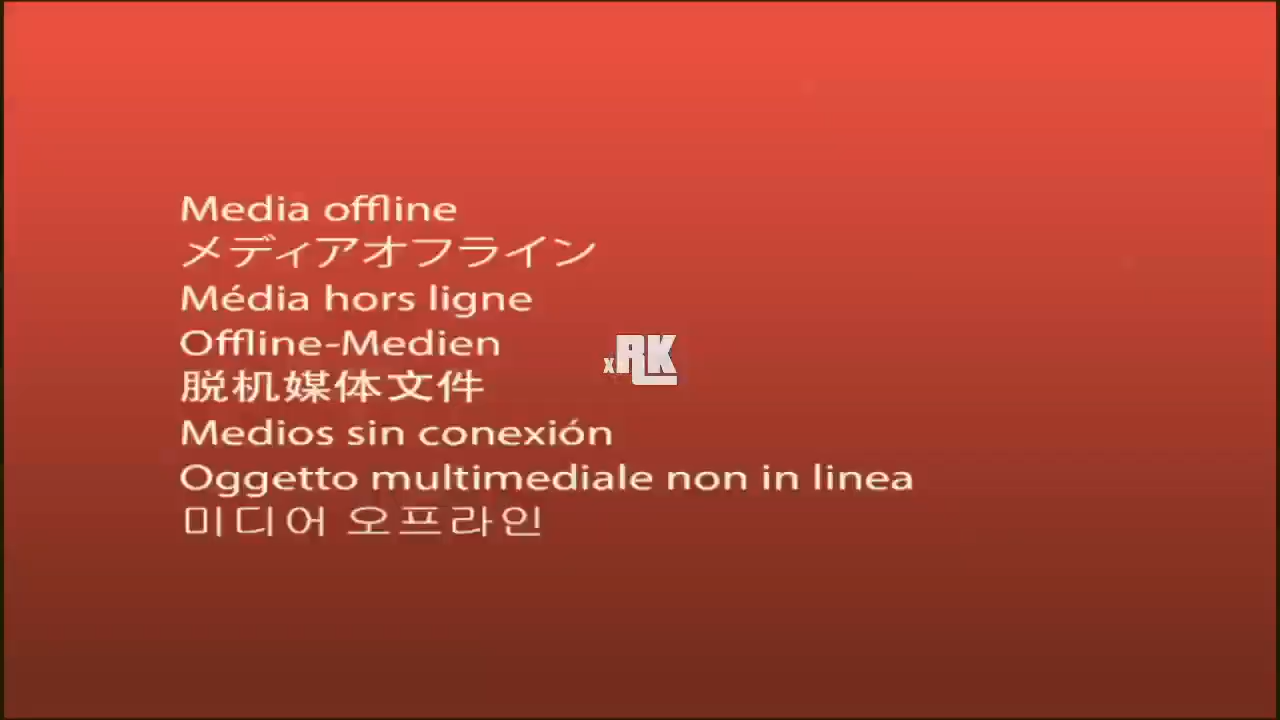 Media offline
メディアオフライン
Média hors ligne
Offline-Medien
脱机媒体文件
Medios sin conexión
Oggetto multimediale non in linea
미디어 오프라인